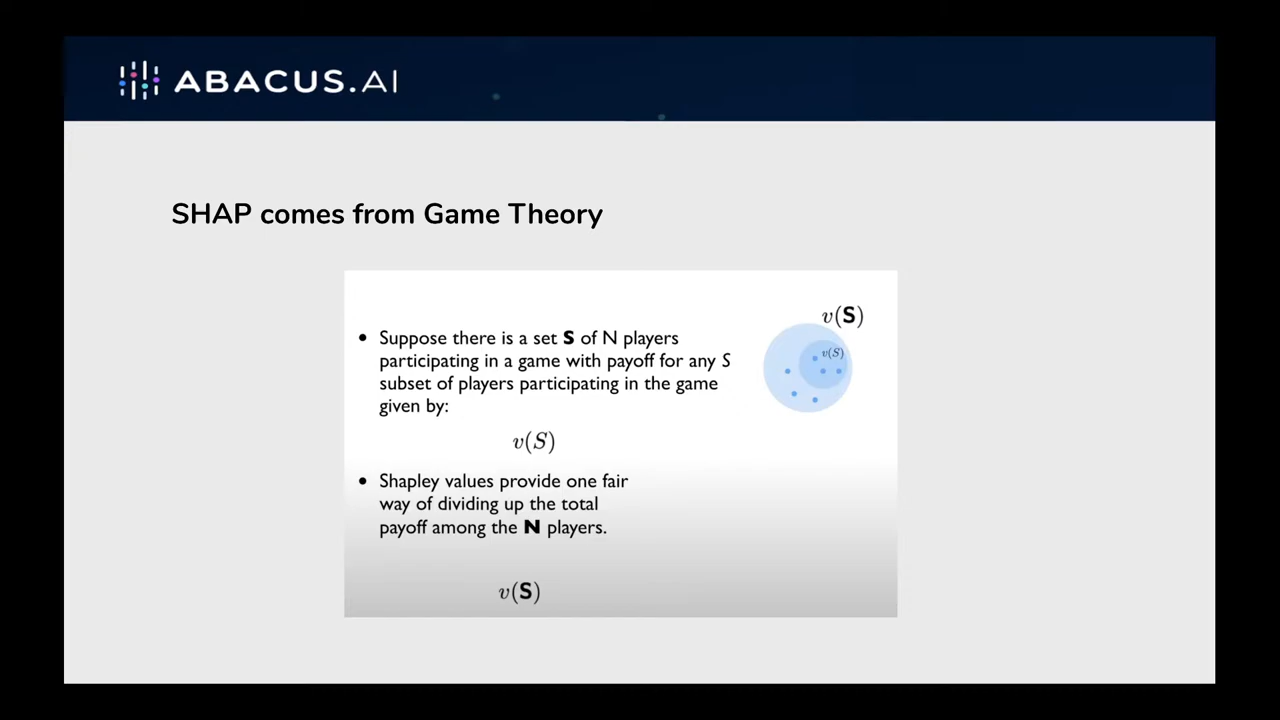 ABACUS.AI
SHAP comes from Game Theory
v(S)
v(S)
• Suppose there is a set S of N players
participating in a game with payoff for any S
subset of players participating in the game
given by:
v(S)
• Shapley values provide one fair
way of dividing up the total
payoff among the N players.
v(S)